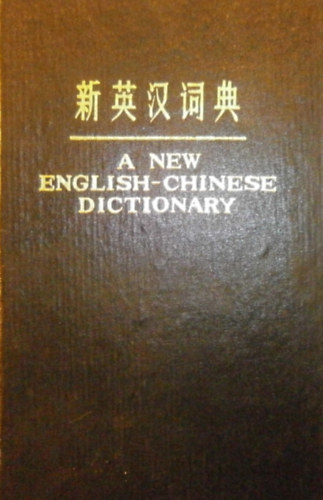 新英汉词典
A NEW
ENGLISH-CHINESE
DICTIONARY